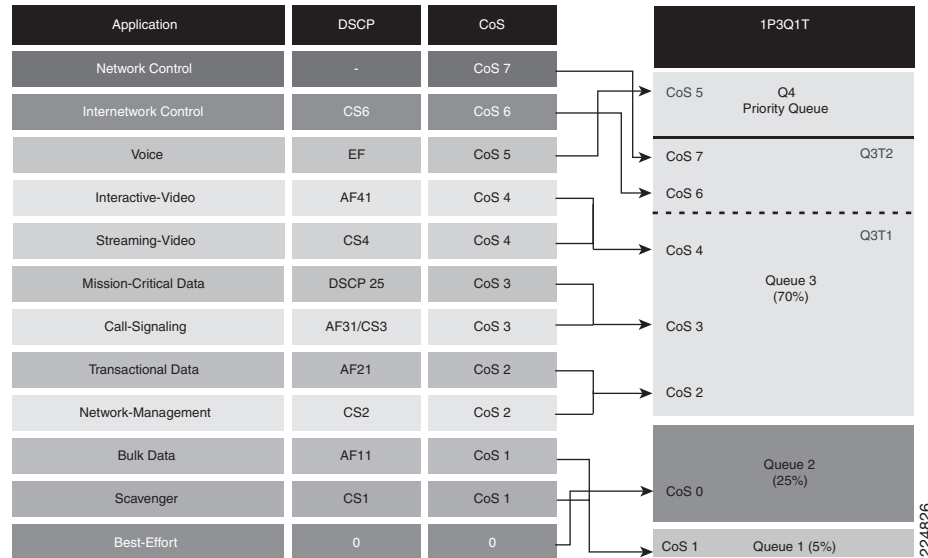 Application DSCP CoS 1P3Q1T
Network Control - CoS 7
Internetwork Control CS6 CoS 6
Voice EF CoS 5
Interactive-Video AF41 CoS 4
Streaming-Video CS4 CoS 4
Mission-Critical Data DSCP 25 CoS 3
Call-Signaling AF31/CS3 CoS 3
Transactional Data AF21 CoS 2
Network-Management CS2 CoS 2
Bulk Data AF11 CoS 1
Scavenger CS1 CoS 1
Best-Effort 0 0
CoS 5 Q4
Priority Queue
CoS 7 Q3T2
CoS 6
CoS 4 Q3T1
Queue 3
(70%)
CoS 3
CoS 2
Queue 2
(25%)
CoS 0
CoS 1 Queue 1 (5%)
224826